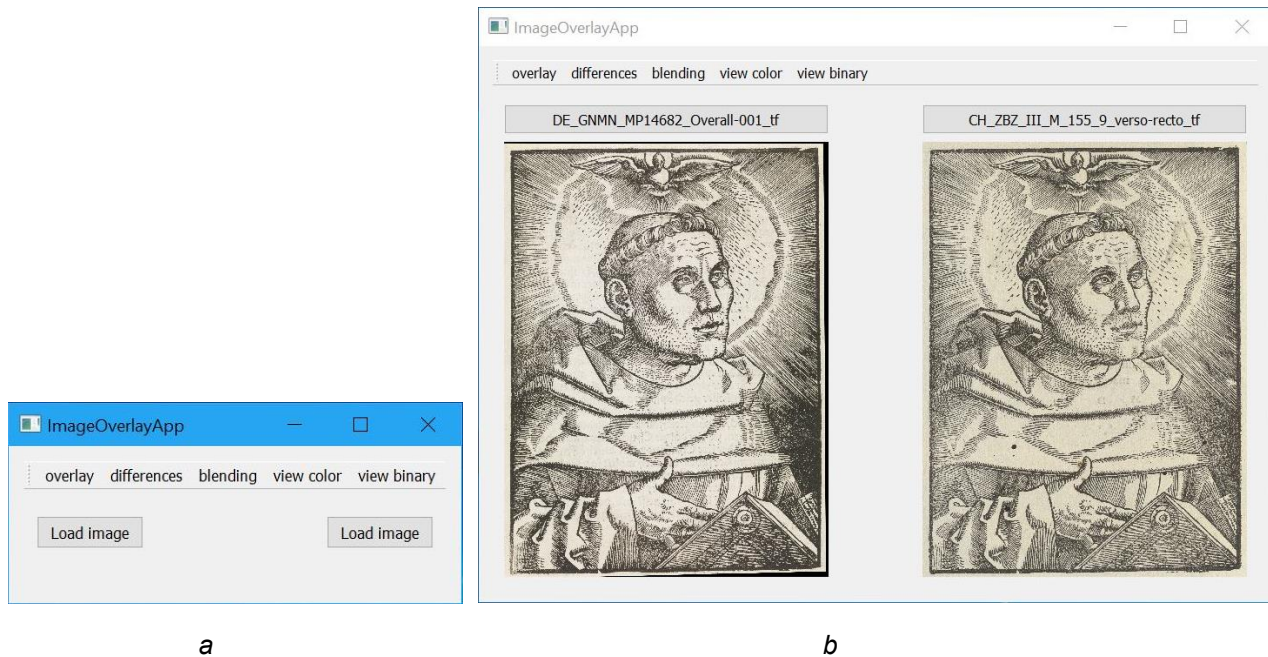 ImageOverlayApp
overlay differences blending view color view binary
Load image Load image
a
ImageOverlayApp
overlay differences blending view color view binary
DE_GNMN_MP14682_Overall-001_tf CH_ZBZ_III_M_155_9_verso-recto_tf
b